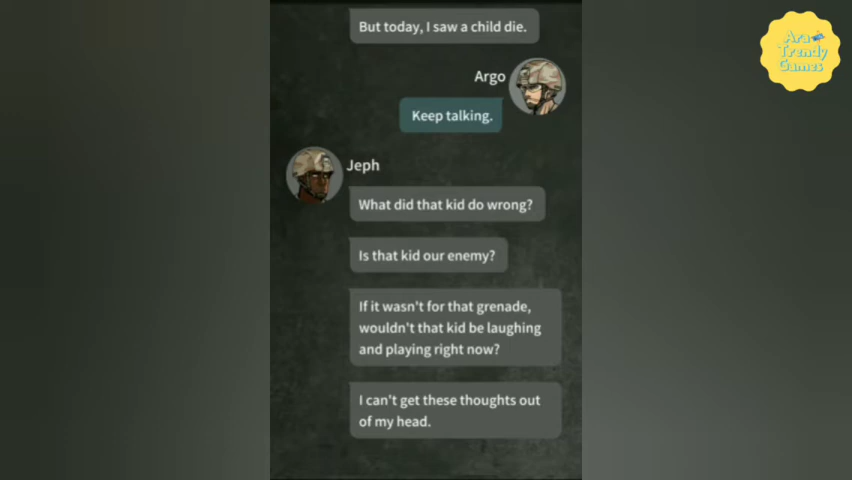 But today, I saw a child die.
Argo
Keep talking.
Jeph
What did that kid do wrong?
Is that kid our enemy?
If it wasn't for that grenade,
wouldn't that kid be laughing
and playing right now?
I can't get these thoughts out
of my head.
Ara
Trendy
Games